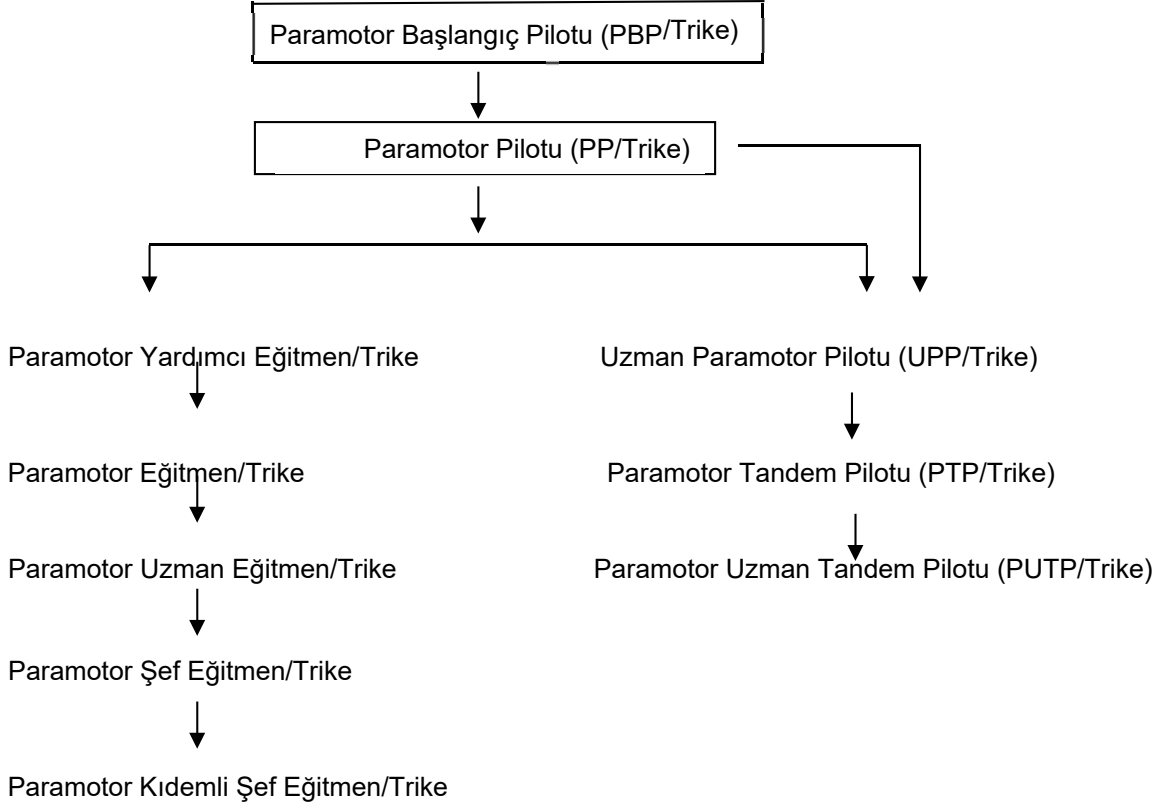 Paramotor Başlangıç Pilotu (PBP/Trike)
Paramotor Pilotu (PP/Trike)
Paramotor Yardımcı Eğitmen/Trike
Uzman Paramotor Pilotu (UPP/Trike)
Paramotor Eğitmen/Trike
Paramotor Tandem Pilotu (PTP/Trike)
Paramotor Uzman Eğitmen/Trike
Paramotor Uzman Tandem Pilotu (PUTP/Trike)
Paramotor Şef Eğitmen/Trike
Paramotor Kıdemli Şef Eğitmen/Trike